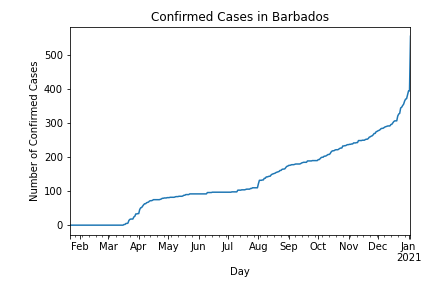 Confirmed Cases in Barbados
Number of Confirmed Cases
500
400
300
200
100
0
Feb Mar Apr May Jun Jul Aug Sep Oct Nov Dec Jan
2021
Day